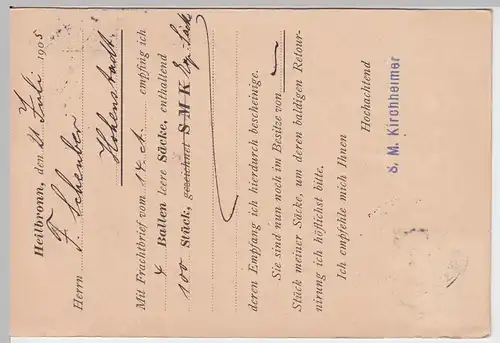 Heilbronn, den 21 Juli 1905
Herrn F. Schenker
Hohenstadt.
Mit Frachtbrief vom 14. ct. empfing ich
4 Ballen leere Säcke, enthaltend
100 Stück, gezeichnet S M K
deren Empfang ich hierdurch bescheinige.
Sie sind nun noch im Besitze von —
Stück meiner Säcke, um deren baldigen Retour-
nirung ich höflichst bitte.
Ich empfehle mich Ihnen
Hochachtend
S. M. Kirchheimer